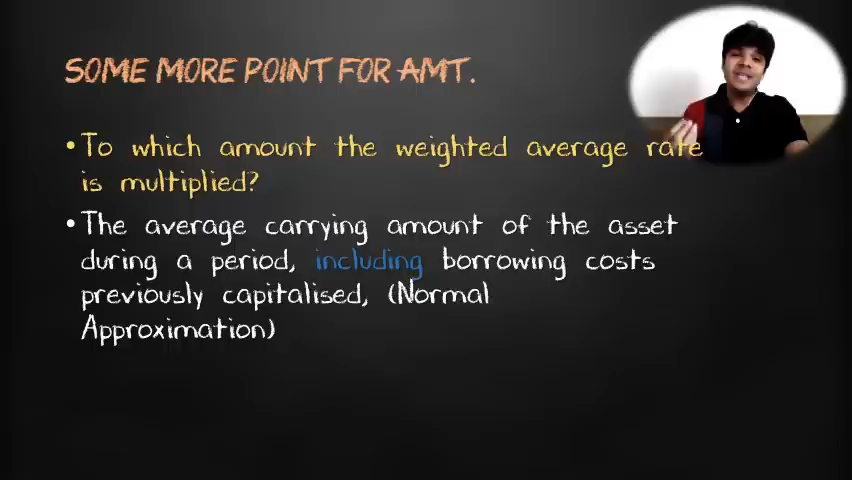 SOME MORE POINT FOR AMT.
• To which amount the weighted average rate
is multiplied?
• The average carrying amount of the asset
during a period, including borrowing costs
previously capitalised, (Normal
Approximation)